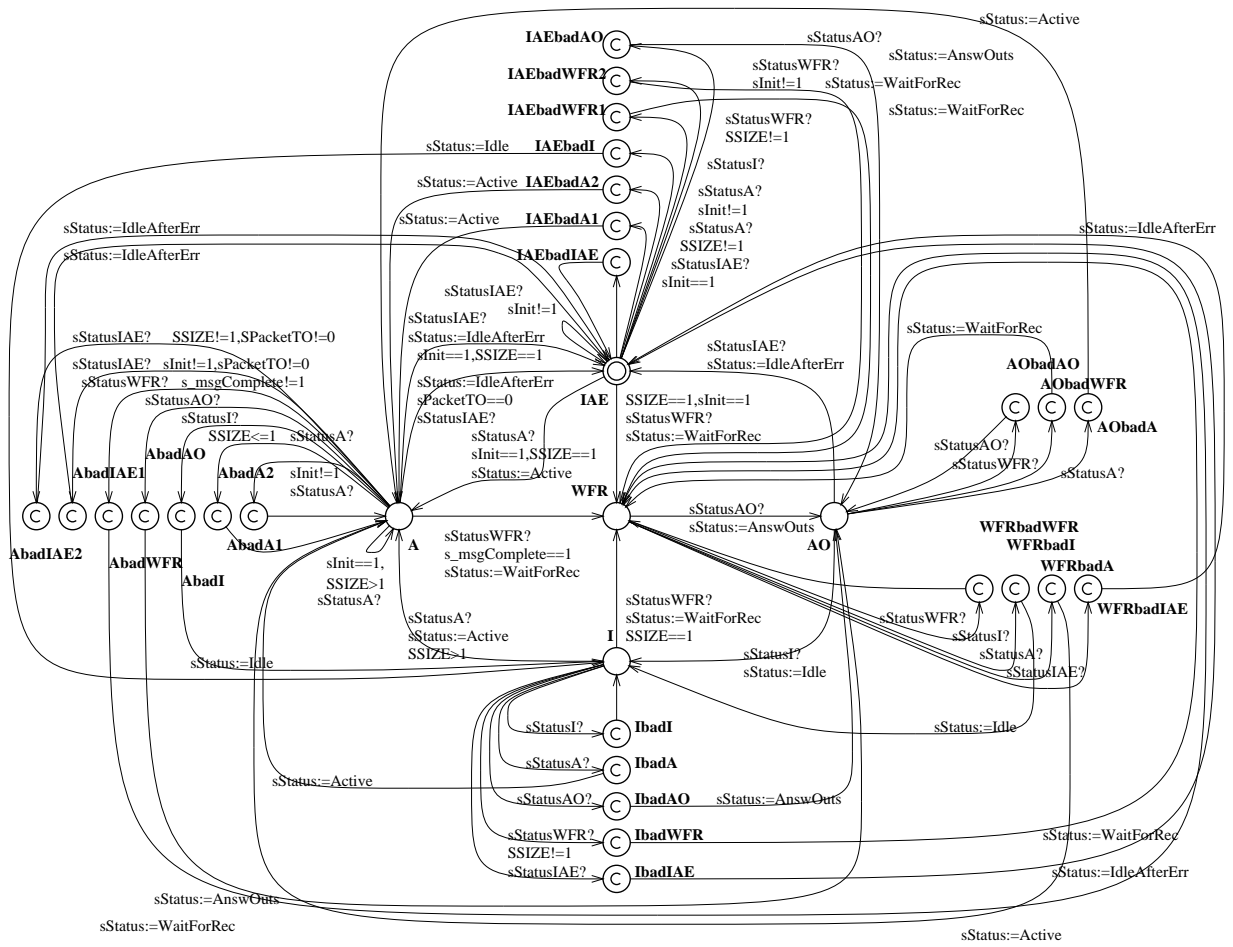 sStatus:=Active
IAEbadAO
C
sStatusAO?
sStatus:=AnswOuts
IAEbadWFR2
C
sStatusWFR?
sInit!=1
sStatus:=WaitForRec
IAEbadWFR1
C
sStatus:=WaitForRec
sStatusWFR?
SSIZE!=1
sStatus:=Idle
IAEbadI
C
sStatusI?
sStatus:=Active
IAEbadA2
C
sStatusA?
sInit!=1
sStatus:=Active
IAEbadA1
C
sStatusA?
SSIZE!=1
sStatus:=IdleAfterErr
sStatus:=IdleAfterErr
sStatus:=IdleAfterErr
IAEbadIAE
C
sStatusIAE?
sInit==1
sStatusIAE?
sInit!=1
sStatusIAE?
sStatus:=IdleAfterErr
sInit==1,SSIZE==1
sStatusIAE?
sStatus:=IdleAfterErr
sStatus:=WaitForRec
sStatusIAE?
SSIZE!=1,SPacketTO!=0
sStatusIAE?
sInit!=1,sPacketTO!=0
sStatusWFR?
s_msgComplete!=1
sStatusAO?
sStatusI?
SSIZE<=1
sStatusA?
sInit!=1
sStatusA?
sStatus:=IdleAfterErr
sPacketTO==0
sStatusIAE?
IAE
SSIZE==1,sInit==1
sStatusWFR?
sStatus:=WaitForRec
sStatusA?
sInit==1,SSIZE==1
sStatus:=Active
AObadAO
AObadWFR
C
C
C
AObadA
sStatusAO?
sStatusWFR?
sStatusA?
AbadAO
AbadIAE1
AbadA2
WFR
C
C
C
C
C
C
C
AbadIAE2
AbadWFR
AbadI
AbadA1
A
sStatusAO?
sStatus:=AnswOuts
AO
sInit==1,
SSIZE>1
sStatusA?
sStatusWFR?
s_msgComplete==1
sStatus:=WaitForRec
WFRbadWFR
WFRbadI
WFRbadA
C
C
C
C
WFRbadIAE
sStatusWFR?
sStatusI?
sStatusA?
sStatusIAE?
sStatusA?
sStatus:=Active
SSIZE>1
sStatusWFR?
sStatus:=WaitForRec
SSIZE==1
I
sStatus:=Idle
sStatusI?
sStatus:=Idle
sStatusI?
C
IbadI
sStatus:=Idle
sStatusA?
C
IbadA
sStatus:=Active
sStatusAO?
C
IbadAO
sStatus:=AnswOuts
sStatusWFR?
SSIZE!=1
C
IbadWFR
sStatus:=WaitForRec
sStatusIAE?
C
IbadIAE
sStatus:=IdleAfterErr
sStatus:=AnswOuts
sStatus:=WaitForRec
sStatus:=Active